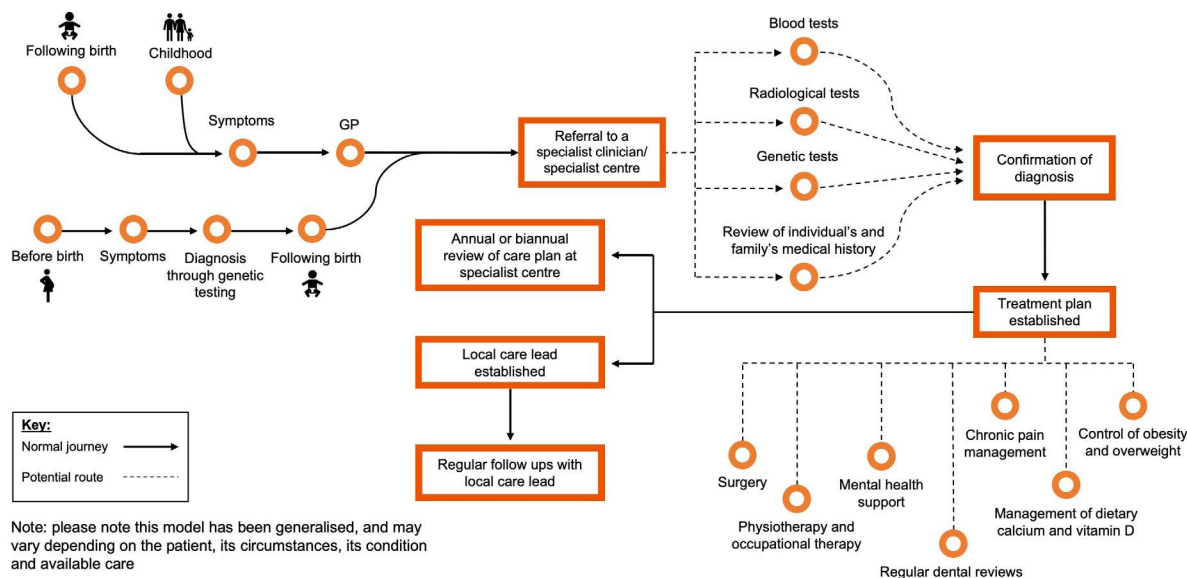 Following birth
Childhood
Symptoms
GP
Before birth
Symptoms
Diagnosis
through genetic
testing
Following birth
Referral to a
specialist clinician/
specialist centre
Blood tests
Radiological tests
Genetic tests
Review of individual's and
family's medical history
Confirmation of
diagnosis
Treatment plan
established
Annual or biannual
review of care plan at
specialist centre
Local care lead
established
Regular follow ups with
local care lead
Surgery
Physiotherapy and
occupational therapy
Mental health
support
Regular dental reviews
Chronic pain
management
Management of dietary
calcium and vitamin D
Control of obesity
and overweight
Key:
Normal journey
Potential route
Note: please note this model has been generalised, and may
vary depending on the patient, its circumstances, its condition
and available care